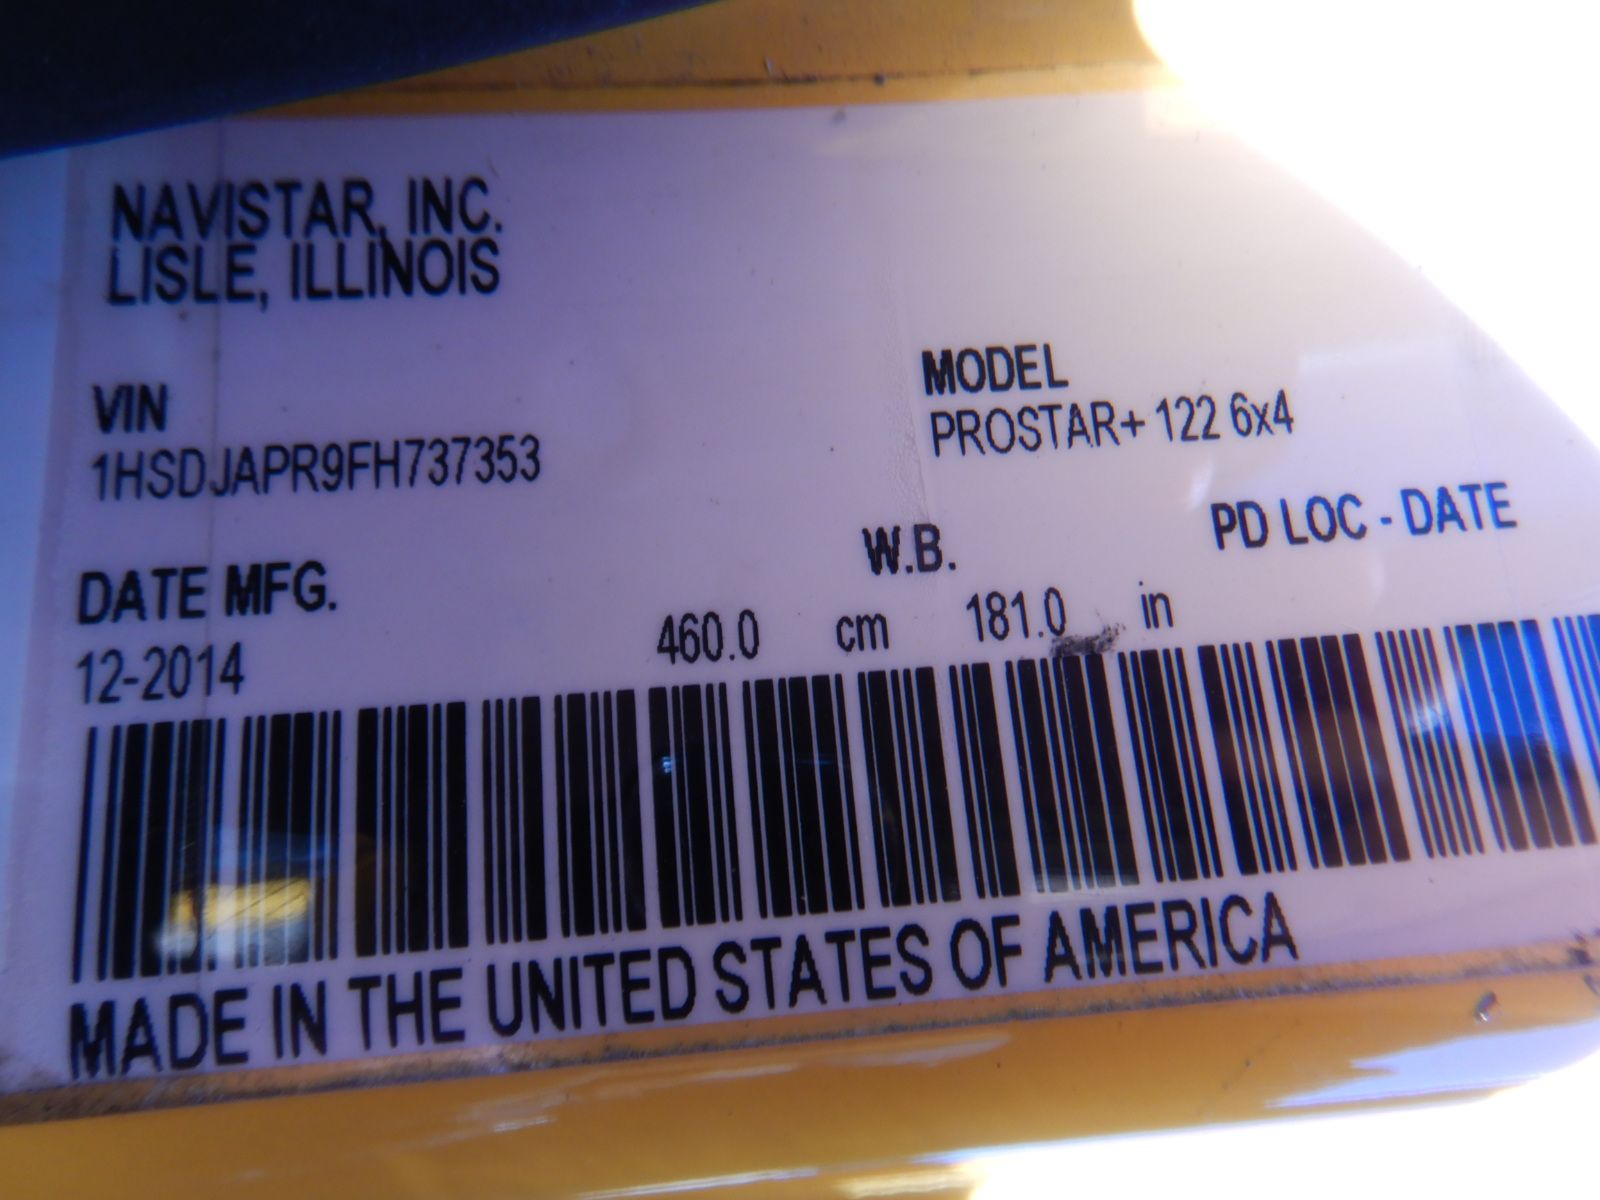 NAVISTAR, INC.
LISLE, ILLINOIS
VIN
1HSDJAPR9FH737353
MODEL
PROSTAR+ 122 6x4
DATE MFG.
12-2014
W.B.
460.0 cm 181.0 in
PD LOC - DATE
MADE IN THE UNITED STATES OF AMERICA